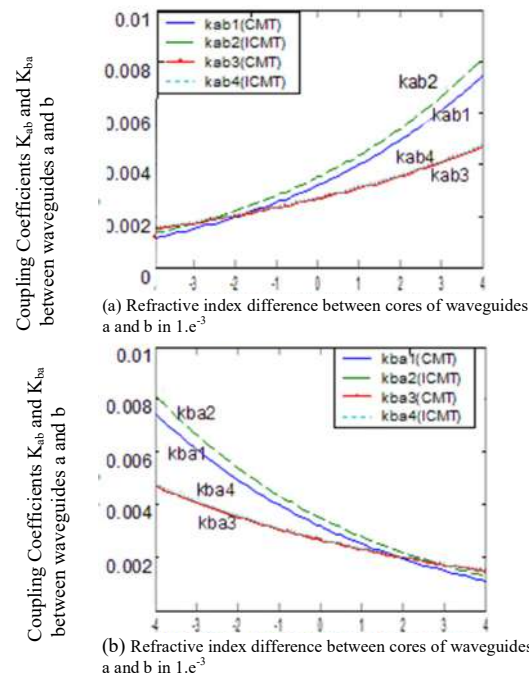 0.01
kab1(CMT)
kab2(ICMT)
kab3(CMT)
kab4(ICMT)
0.008
kab2
0.006
kab1
0.004
kab4
kab3
0.002
0
-3 -2 -1 0 1 2 3 4
Coupling Coefficients Kab and Kba
between waveguides a and b
(a) Refractive index difference between cores of waveguides
a and b in 1.e-3
0.01
kba1(CMT)
kba2(ICMT)
kba3(CMT)
kba4(ICMT)
0.008
kba2
0.006
kba1
kba4
0.004
kba3
0.002
-4 -3 -2 -1 0 1 2 3 4
Coupling Coefficients Kab and Kba
between waveguides a and b
(b) Refractive index difference between cores of waveguides
a and b in 1.e-3